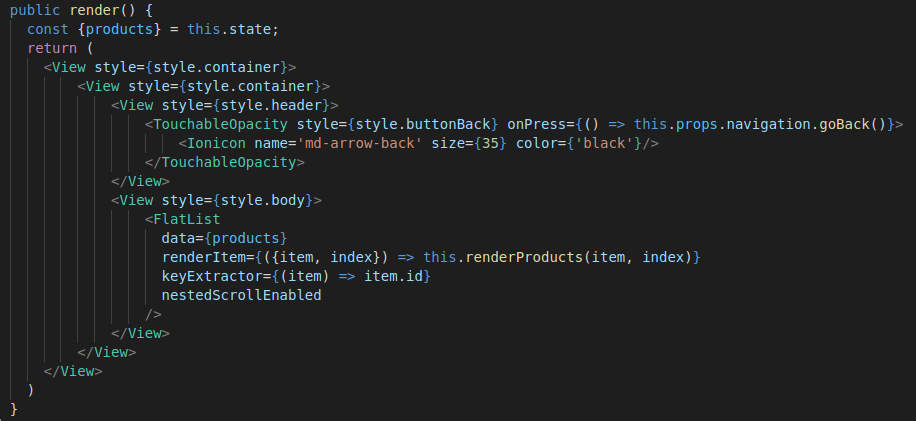 public render() {
  const {products} = this.state;
  return (
    <View style={style.container}>
        <View style={style.container}>
            <View style={style.header}>
                <TouchableOpacity style={style.buttonBack} onPress={() => this.props.navigation.goBack()}>
                    <Ionicon name='md-arrow-back' size={35} color={'black'}/>
                </TouchableOpacity>
            </View>
            <View style={style.body}>
                <FlatList
                  data={products}
                  renderItem={({item, index}) => this.renderProducts(item, index)}
                  keyExtractor={(item) => item.id}
                  nestedScrollEnabled
                />
            </View>
        </View>
    </View>
  )
}